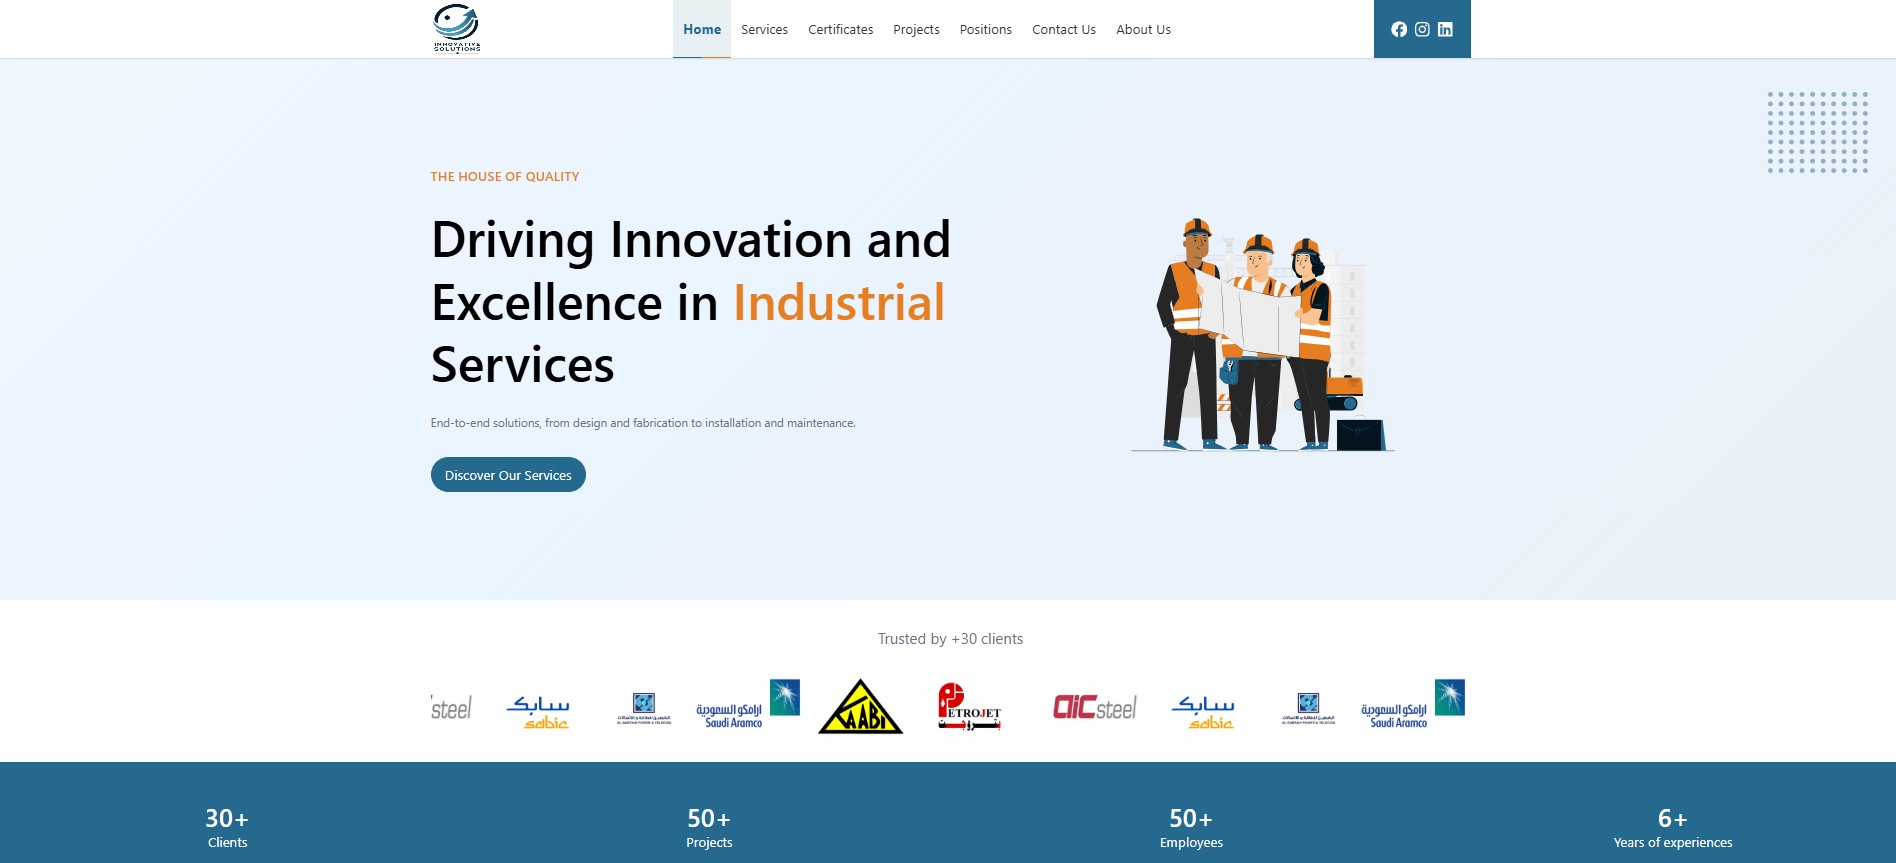 INNOVATIVE
SOLUTIONS
Home
Services
Certificates
Projects
Positions
Contact Us
About Us
THE HOUSE OF QUALITY
Driving Innovation and
Excellence in Industrial
Services
End-to-end solutions, from design and fabrication to installation and maintenance.
Discover Our Services
Trusted by +30 clients
steel
سابك
sabic
أرامكو السعودية
Saudi Aramco
KAABI
PETROJET
بتروجت
aic steel
سابك
sabic
أرامكو السعودية
Saudi Aramco
30+
Clients
50+
Projects
50+
Employees
6+
Years of experiences